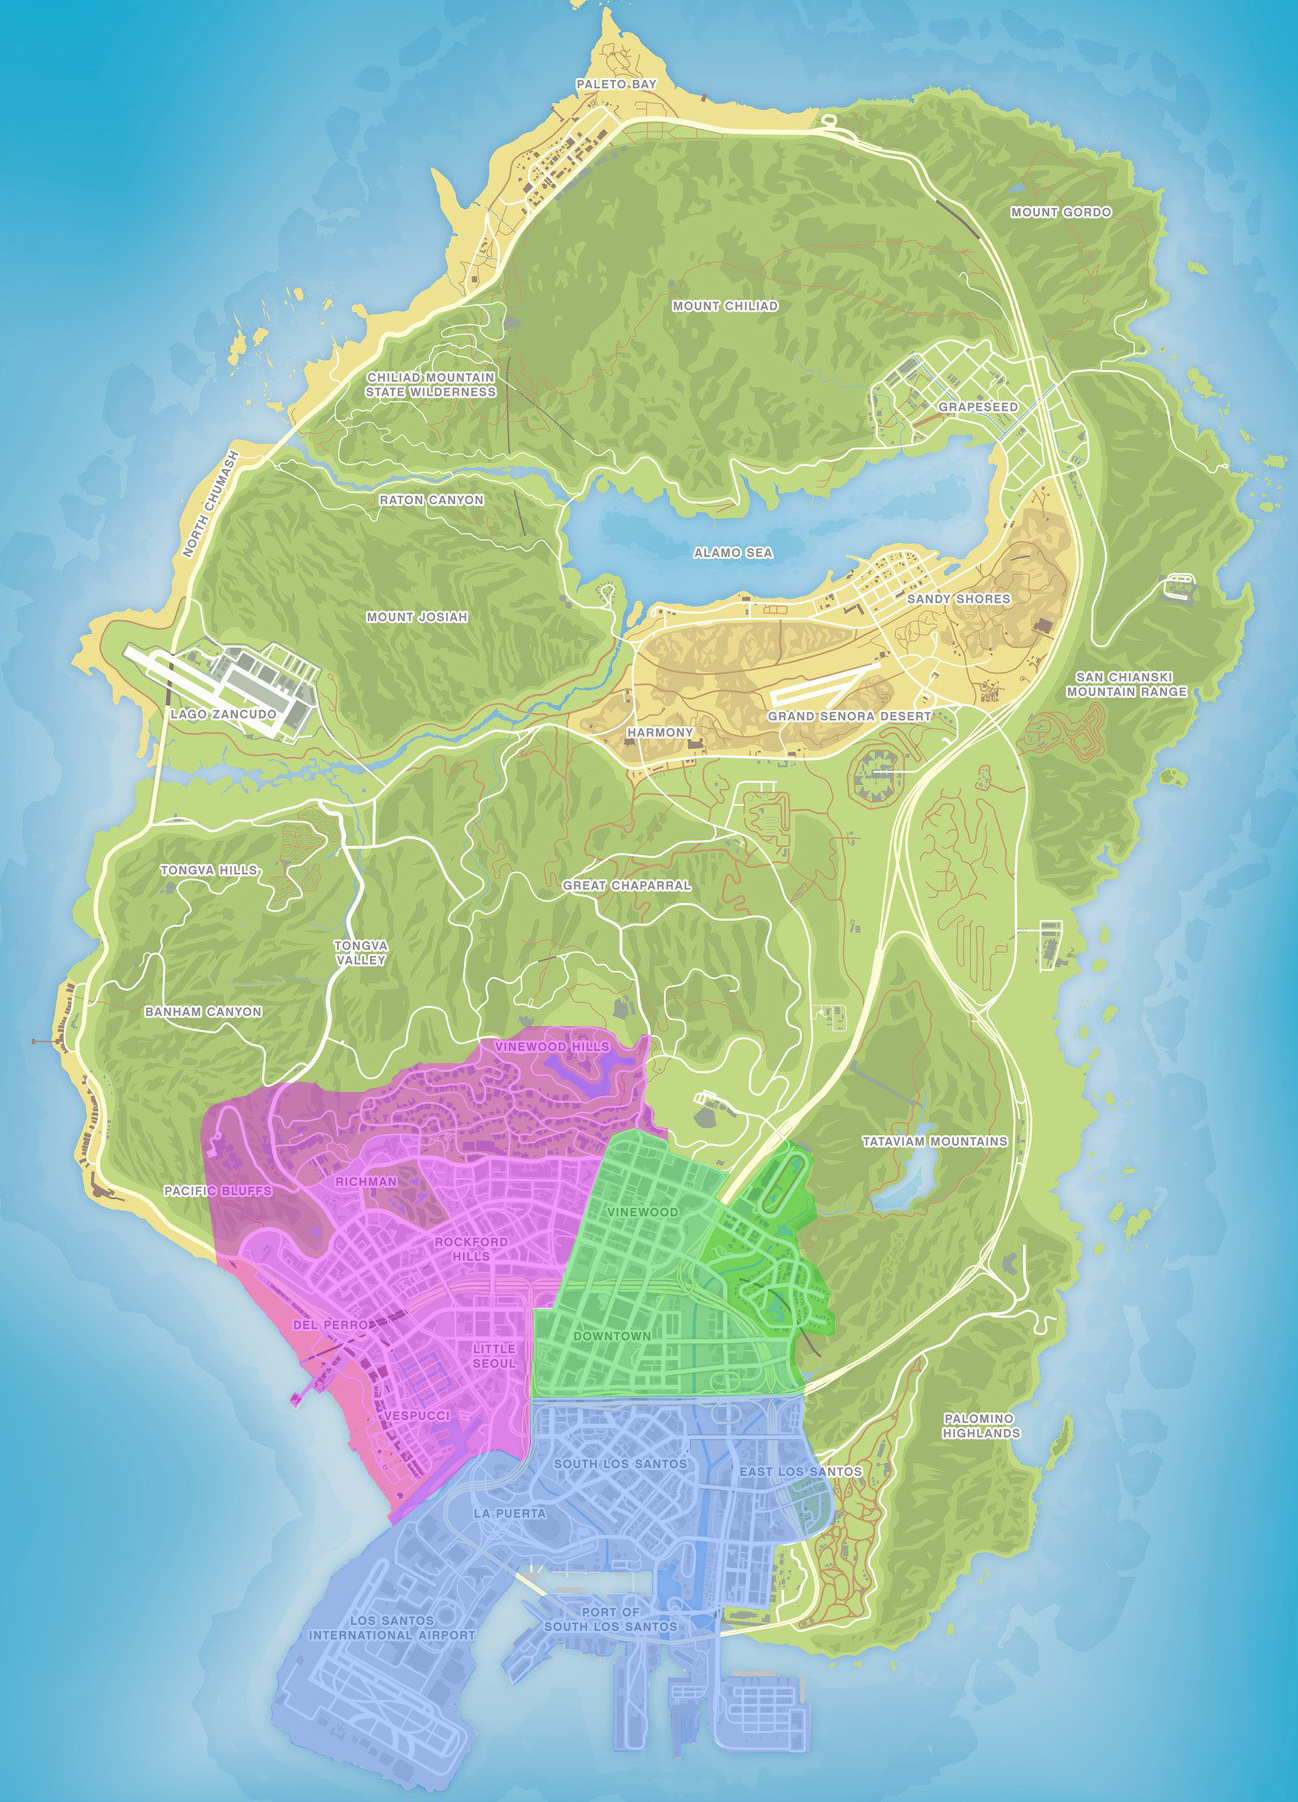 PALETO BAY
MOUNT GORDO
MOUNT CHILIAD
CHILIAD MOUNTAIN
STATE WILDERNESS
GRAPESEED
NORTH CHUMASH
RATON CANYON
ALAMO SEA
SANDY SHORES
MOUNT JOSIAH
SAN CHIANSKI
MOUNTAIN RANGE
LAGO ZANCUDO
GRAND SENORA DESERT
HARMONY
TONGVA HILLS
GREAT CHAPARRAL
TONGVA
VALLEY
BANHAM CANYON
VINEWOOD HILLS
TATAVIAM MOUNTAINS
RICHMAN
PACIFIC BLUFFS
VINEWOOD
ROCKFORD
HILLS
DEL PERRO
DOWNTOWN
LITTLE
SEOUL
VESPUCCI
PALOMINO
HIGHLANDS
SOUTH LOS SANTOS
EAST LOS SANTOS
LA PUERTA
LOS SANTOS
INTERNATIONAL AIRPORT
PORT OF
SOUTH LOS SANTOS